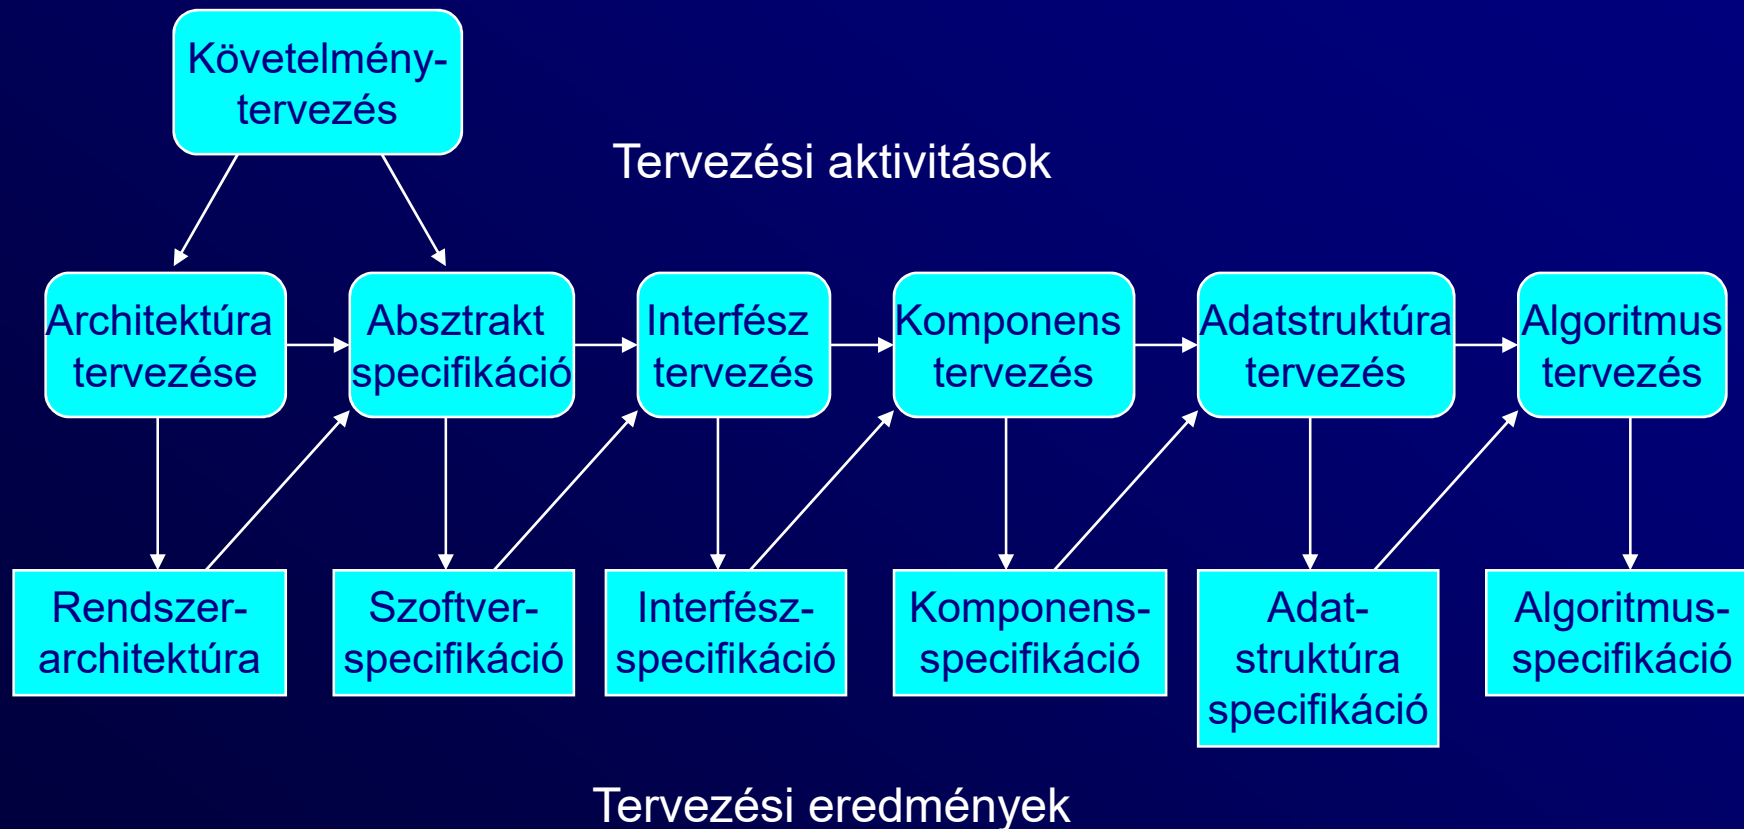 Követelmény-
tervezés
Tervezési aktivitások
Architektúra
tervezése
Absztrakt
specifikáció
Interfész
tervezés
Komponens
tervezés
Adatstruktúra
tervezés
Algoritmus
tervezés
Rendszer-
architektúra
Szoftver-
specifikáció
Interfész-
specifikáció
Komponens-
specifikáció
Adat-
struktúra
specifikáció
Algoritmus-
specifikáció
Tervezési eredmények